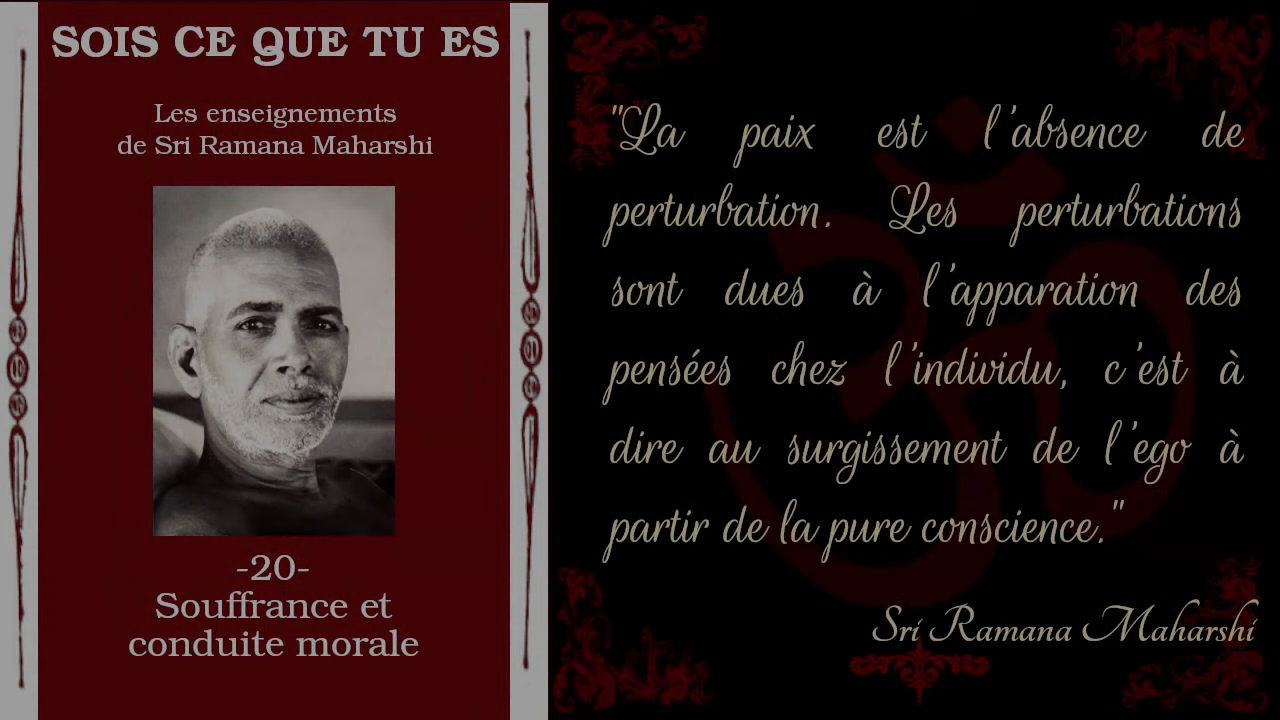 SOIS CE QUE TU ES
Les enseignements
de Sri Ramana Maharshi
-20-
Souffrance et
conduite morale
"La paix est l'absence de
perturbation. Les perturbations
sont dues à l'apparation des
pensées chez l'individu, c'est à
dire au surgissement de l'ego à
partir de la pure conscience."
Sri Ramana Maharshi